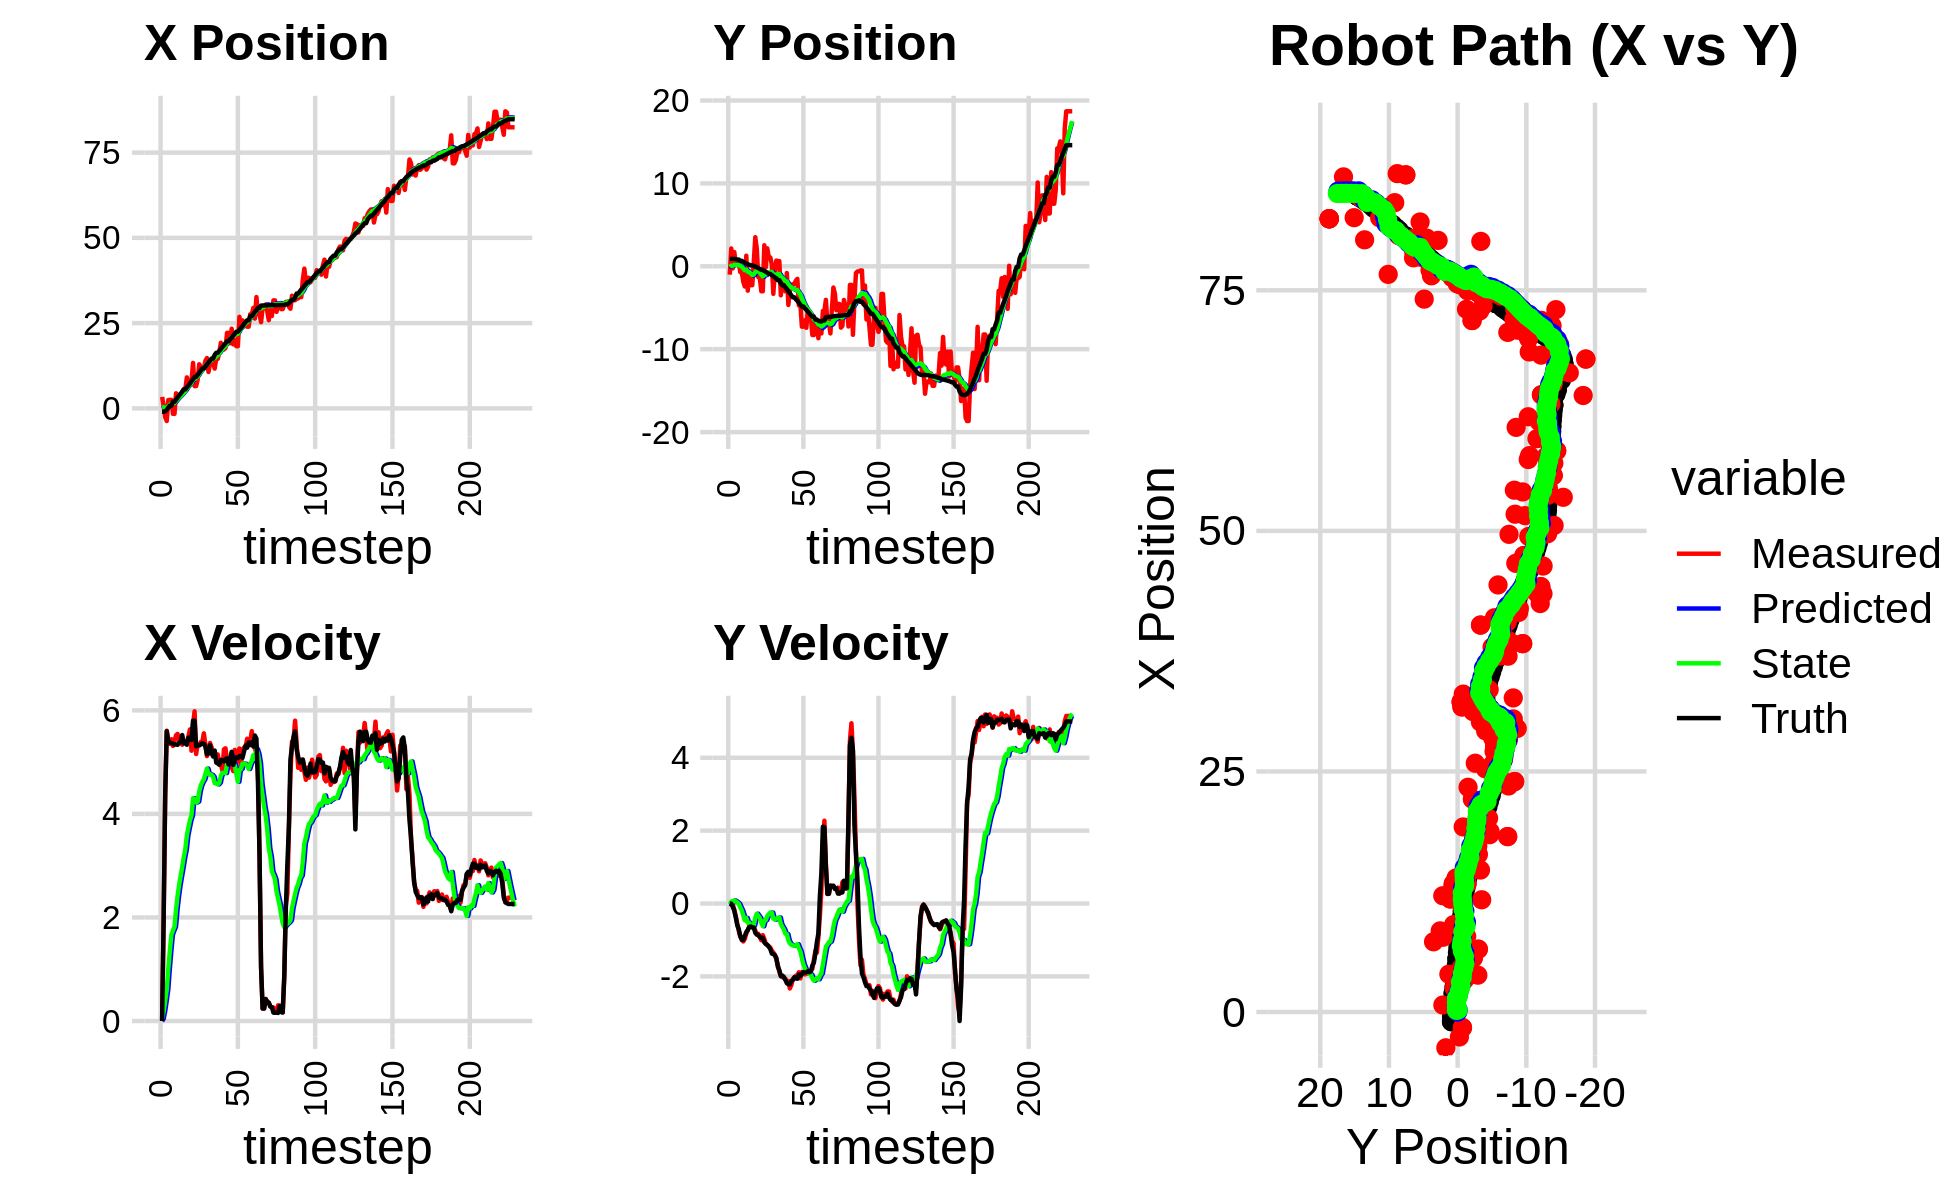 X Position
75
50
25
0
0
50
100
150
200
timestep
Y Position
20
10
0
-10
-20
0
50
100
150
200
timestep
X Velocity
6
4
2
0
0
50
100
150
200
timestep
Y Velocity
4
2
0
-2
0
50
100
150
200
timestep
Robot Path (X vs Y)
X Position
75
50
25
0
20 10 0 -10 -20
Y Position
variable
Measured
Predicted
State
Truth